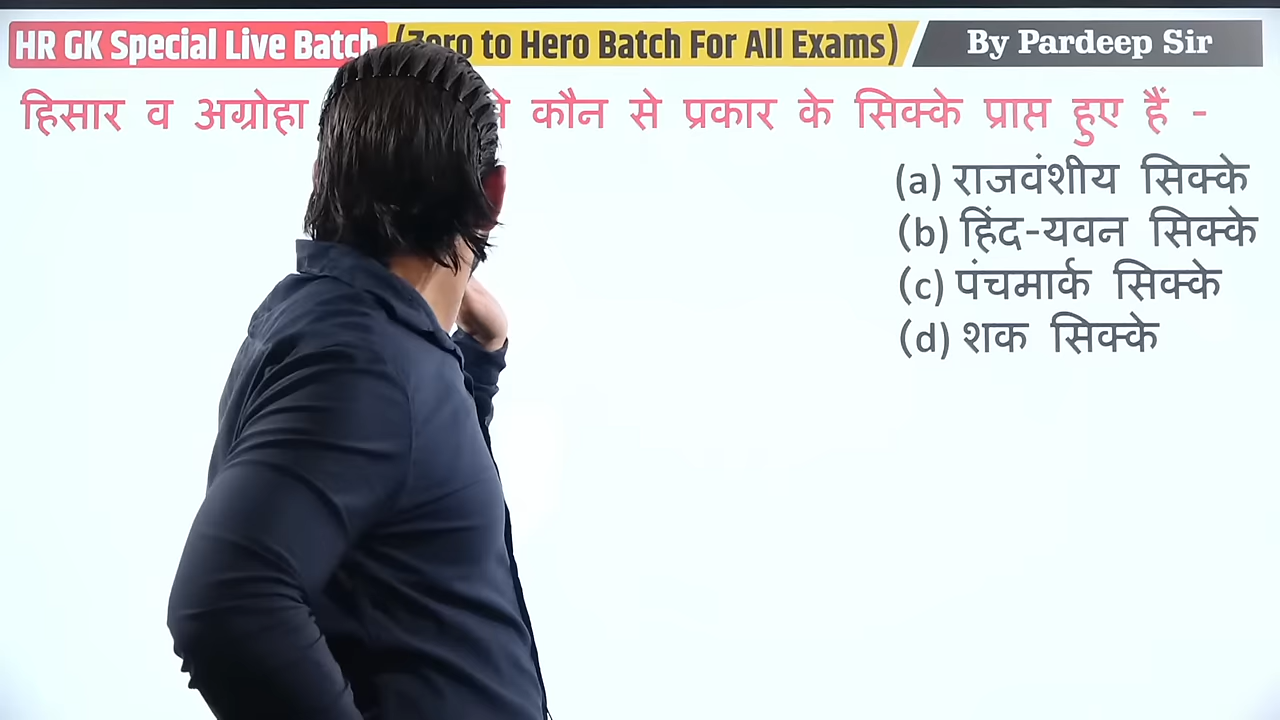 HR GK Special Live Batch (Zero to Hero Batch For All Exams) By Pardeep Sir
हिसार व अग्रोहा कौन से प्रकार के सिक्के प्राप्त हुए हैं -
(a) राजवंशीय सिक्के
(b) हिंद-यवन सिक्के
(c) पंचमार्क सिक्के
(d) शक सिक्के